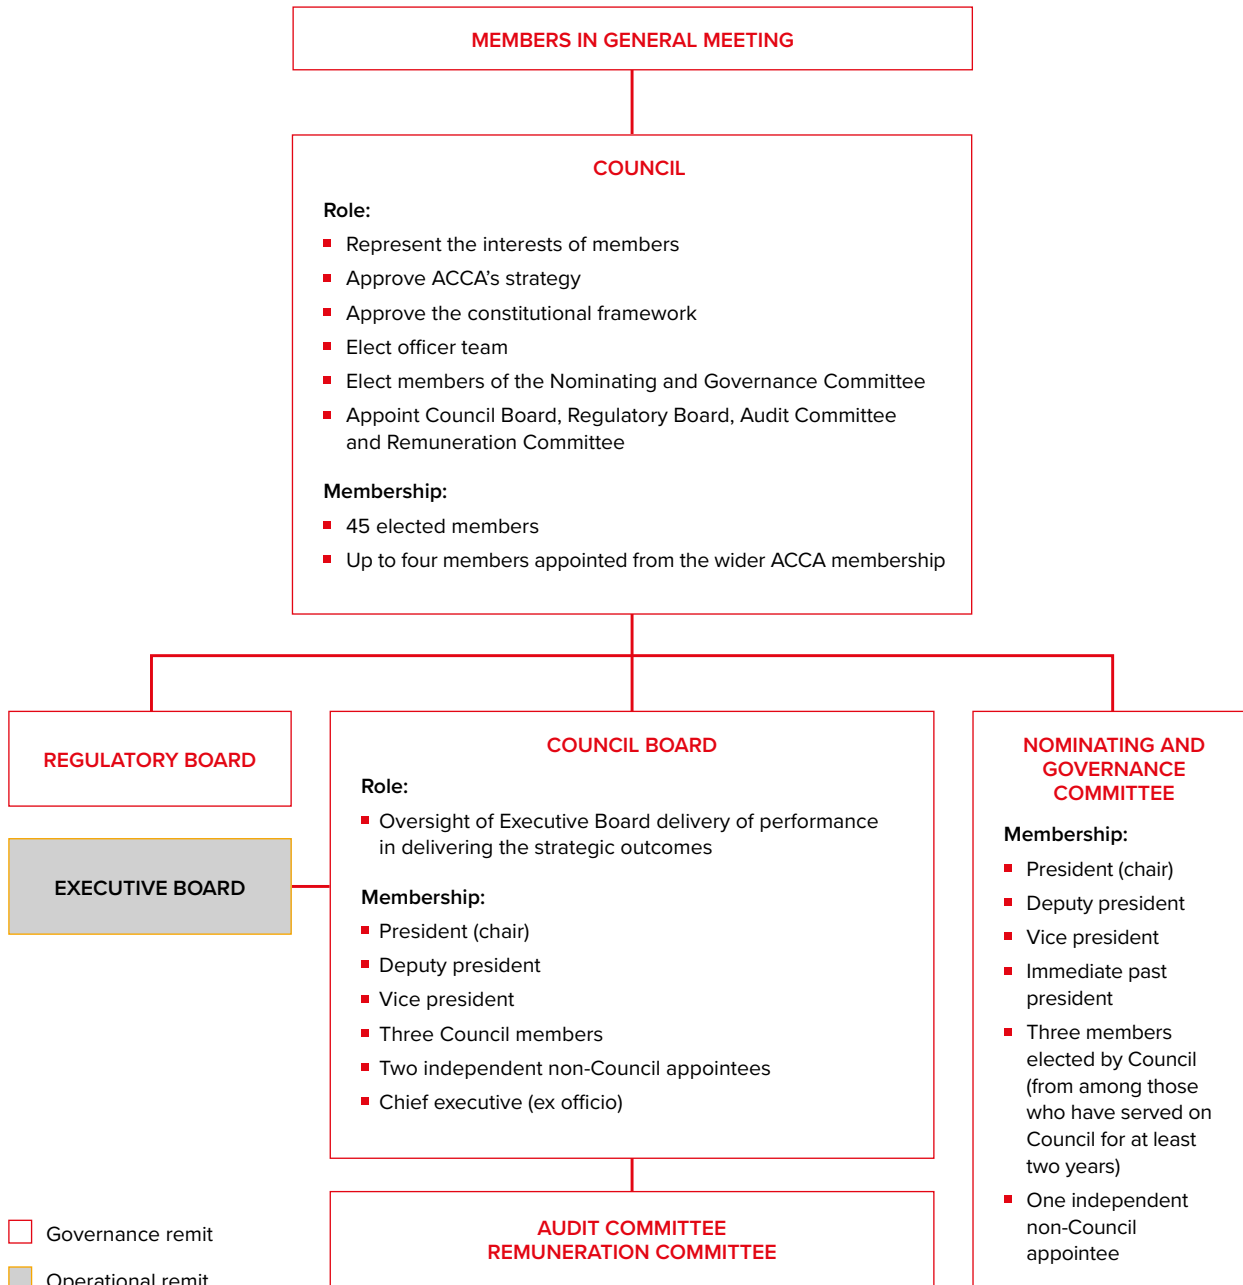 MEMBERS IN GENERAL MEETING
COUNCIL
Role:
Represent the interests of members
Approve ACCA’s strategy
Approve the constitutional framework
Elect officer team
Elect members of the Nominating and Governance Committee
Appoint Council Board, Regulatory Board, Audit Committee
and Remuneration Committee
Membership:
45 elected members
Up to four members appointed from the wider ACCA membership
REGULATORY BOARD
EXECUTIVE BOARD
COUNCIL BOARD
Role:
Oversight of Executive Board delivery of performance
in delivering the strategic outcomes
Membership:
President (chair)
Deputy president
Vice president
Three Council members
Two independent non-Council appointees
Chief executive (ex officio)
NOMINATING AND
GOVERNANCE
COMMITTEE
Membership:
President (chair)
Deputy president
Vice president
Immediate past
president
Three members
elected by Council
(from among those
who have served on
Council for at least
two years)
One independent
non-Council
appointee
AUDIT COMMITTEE
REMUNERATION COMMITTEE
Governance remit
Operational remit